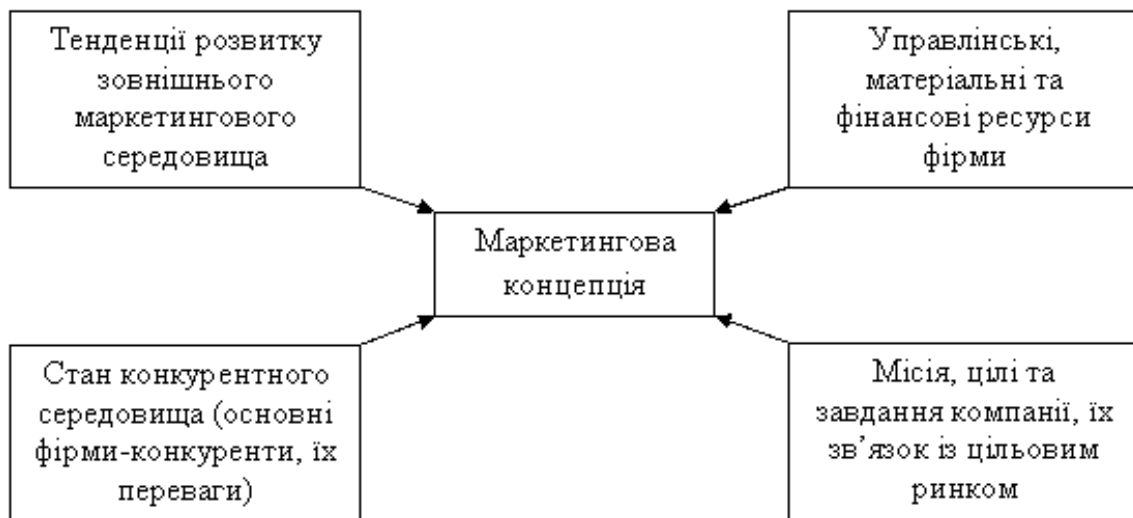 Тенденції розвитку
зовнішнього
маркетингового
середовища
Управлінські,
матеріальні та
фінансові ресурси
фірми
Маркетингова
концепція
Стан конкурентного
середовища (основні
фірми-конкуренти, їх
переваги)
Місія, цілі та
завдання компанії, їх
зв’язок із цільовим
ринком